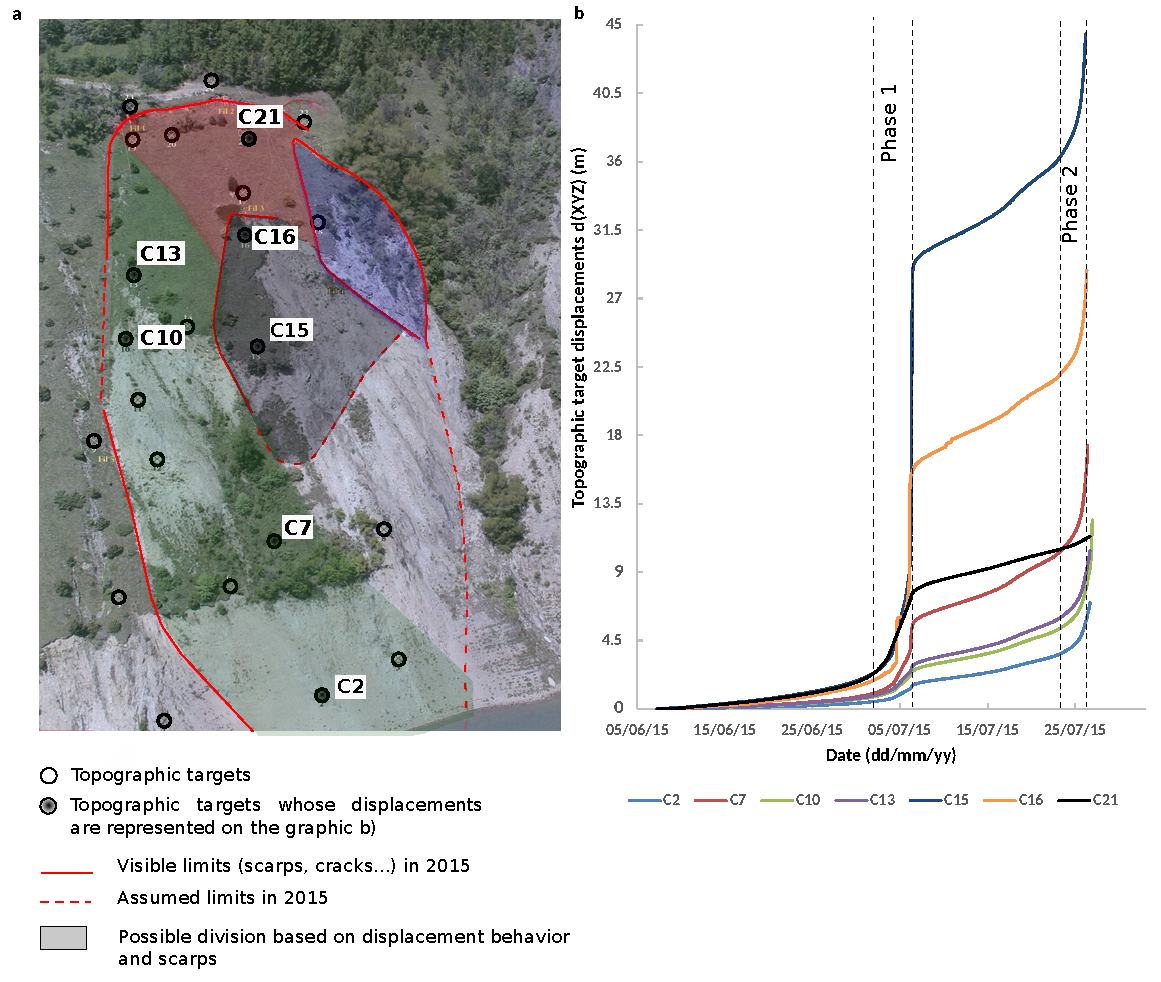 a
C21
C16
C13
C15
C10
C7
C2
Topographic targets
Topographic targets whose displacements
are represented on the graphic b)
Visible limits (scarps, cracks...) in 2015
Assumed limits in 2015
Possible division based on displacement behavior
and scarps
b
Topographic target displacements d(XYZ) (m)
45
40.5
36
31.5
27
22.5
18
13.5
9
4.5
0
Phase 1
Phase 2
05/06/15 15/06/15 25/06/15 05/07/15 15/07/15 25/07/15
Date (dd/mm/yy)
C2 C7 C10 C13 C15 C16 C21